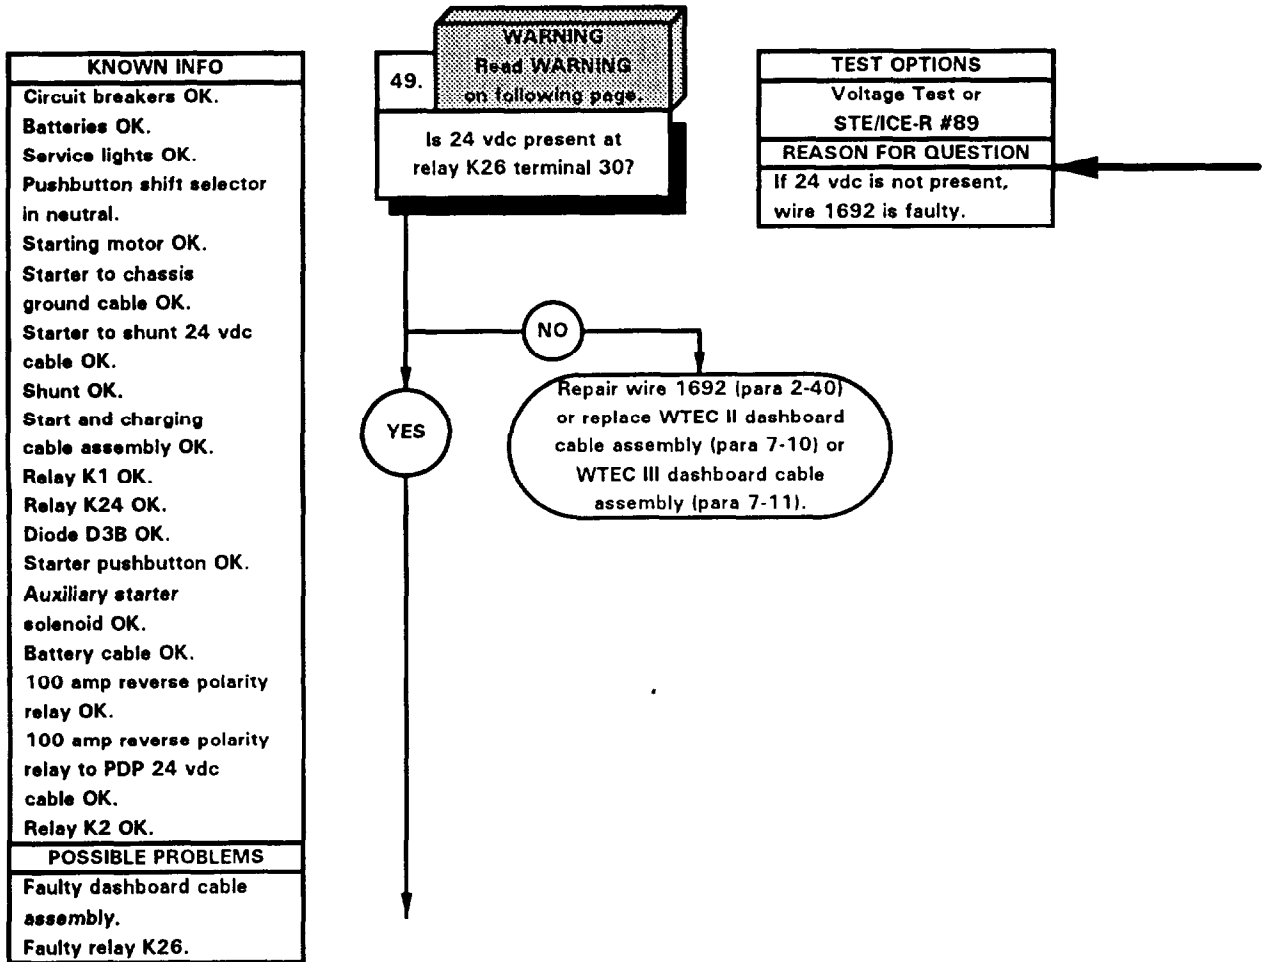 KNOWN INFO
Circuit breakers OK.
Batteries OK.
Service lights OK.
Pushbutton shift selector
in neutral.
Starting motor OK.
Starter to chassis
ground cable OK.
Starter to shunt 24 vdc
cable OK.
Shunt OK.
Start and charging
cable assembly OK.
Relay K1 OK.
Relay K24 OK.
Diode D3B OK.
Starter pushbutton OK.
Auxiliary starter
solenoid OK.
Battery cable OK.
100 amp reverse polarity
relay OK.
100 amp reverse polarity
relay to PDP 24 vdc
cable OK.
Relay K2 OK.
POSSIBLE PROBLEMS
Faulty dashboard cable
assembly.
Faulty relay K26.
49.
WARNING
Read WARNING
on following page.
Is 24 vdc present at
relay K26 terminal 30?
NO
YES
Repair wire 1692 (para 2-40)
or replace WTEC II dashboard
cable assembly (para 7-10) or
WTEC III dashboard cable
assembly (para 7-11).
TEST OPTIONS
Voltage Test or
STE/ICE-R #89
REASON FOR QUESTION
If 24 vdc is not present,
wire 1692 is faulty.